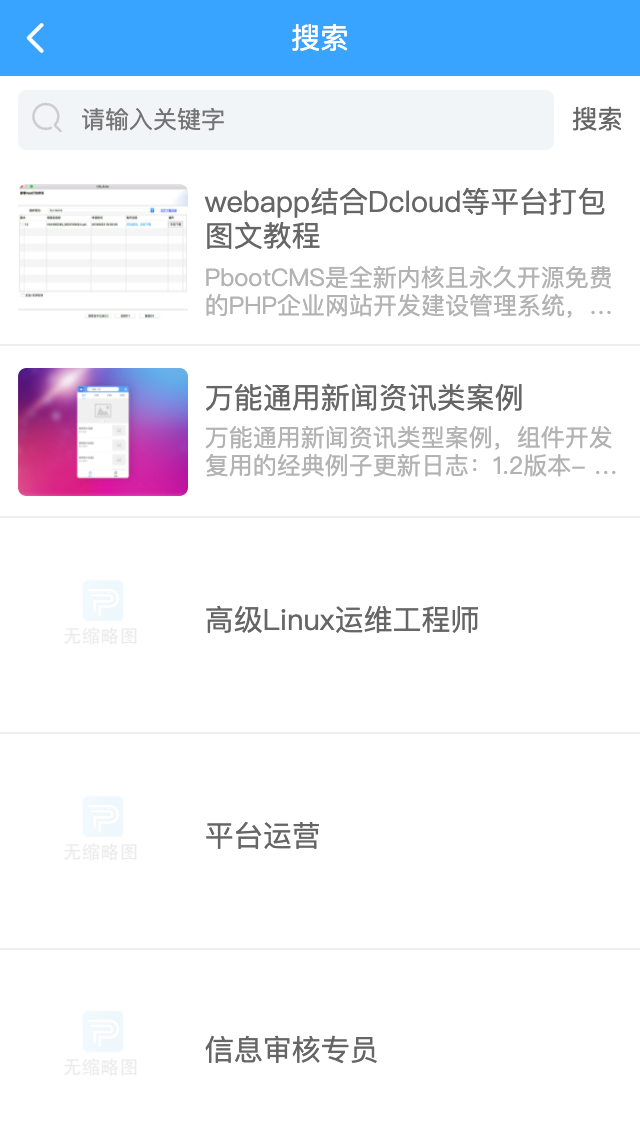 搜索
请输入关键字
搜索
webapp结合Dcloud等平台打包
图文教程
PbootCMS是全新内核且永久开源免费
的PHP企业网站开发建设管理系统，...
万能通用新闻资讯类案例
万能通用新闻资讯类型案例，组件开发
复用的经典例子更新日志：1.2版本- ...
无缩略图
高级Linux运维工程师
无缩略图
平台运营
无缩略图
信息审核专员